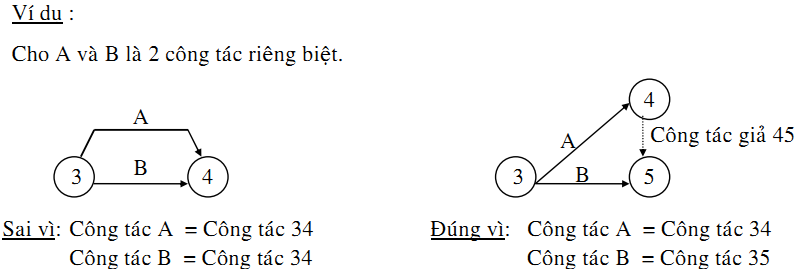 Ví du :
Cho A và B là 2 công tác riêng biệt.
A
B
3
4
Sai vì: Công tác A = Công tác 34
Công tác B = Công tác 34
4
A
Công tác giả 45
3
B
5
Đúng vì: Công tác A = Công tác 34
Công tác B = Công tác 35